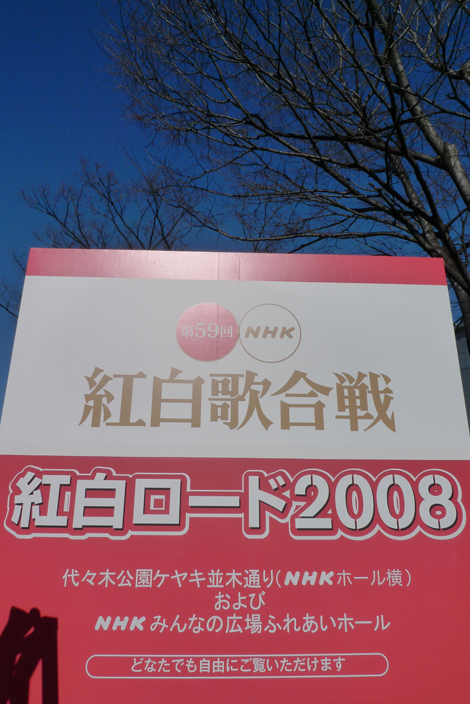 第59回 NHK
紅白歌合戦
紅白ロード2008
代々木公園ケヤキ並木通り(NHKホール横)
および
NHKみんなの広場ふれあいホール
どなたでも自由にご覧いただけます